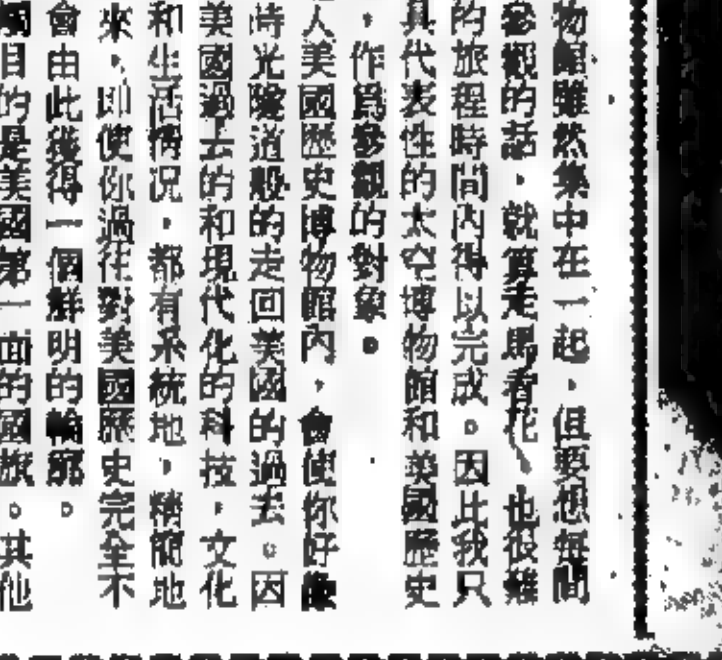 物館雖然集中在一起，但要想每間
參觀的話，就算走馬看花，也很難
的旅程時間內得以完成。因此我只
具代表性的太空博物館和美國歷史
，作爲參觀的對象。
人美國歷史博物館內，會使你好像
時光隧道般的走回美國的過去。因
美國過去的和現代化的科技，文化
和生活情況，都有系統地，精簡地
來，即使你過往對美國歷史完全不
會由此獲得一個鮮明的輪廓。
目的是美國第一面的國旗。其他